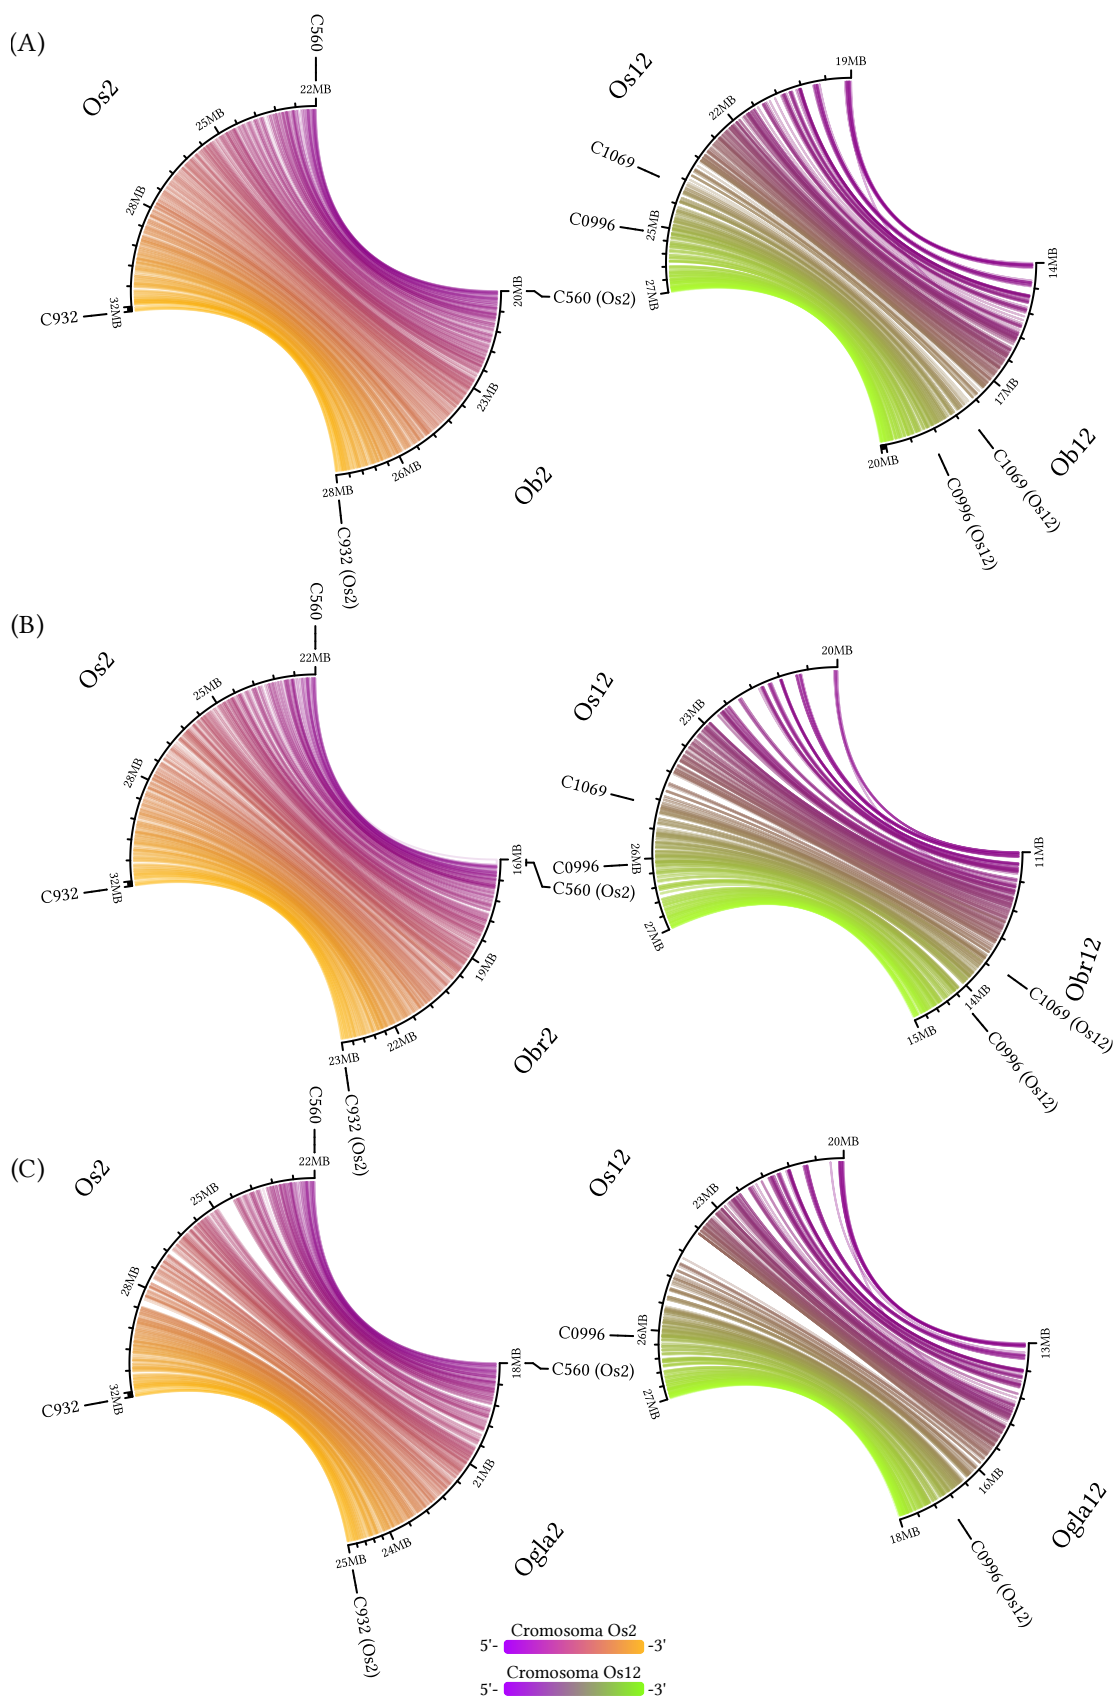 (A)
Os2
C560
22MB
25MB
28MB
32MB
C932
20MB
C560 (Os2)
23MB
26MB
28MB
C932 (Os2)
Ob2
Os12
19MB
22MB
C1069
C0996
25MB
27MB
14MB
17MB
20MB
C1069 (Os12)
C0996 (Os12)
Ob12
(B)
Os2
C560
22MB
25MB
28MB
32MB
C932
16MB
C560 (Os2)
19MB
22MB
23MB
C932 (Os2)
Obr2
Os12
20MB
23MB
C1069
C0996
26MB
27MB
11MB
14MB
15MB
C1069 (Os12)
C0996 (Os12)
Obr12
(C)
Os2
C560
22MB
25MB
28MB
32MB
C932
18MB
C560 (Os2)
21MB
24MB
25MB
C932 (Os2)
Ogla2
Os12
20MB
23MB
C0996
26MB
27MB
13MB
16MB
18MB
C0996 (Os12)
Ogla12
Cromosoma Os2
5'- -3'
Cromosoma Os12
5'- -3'